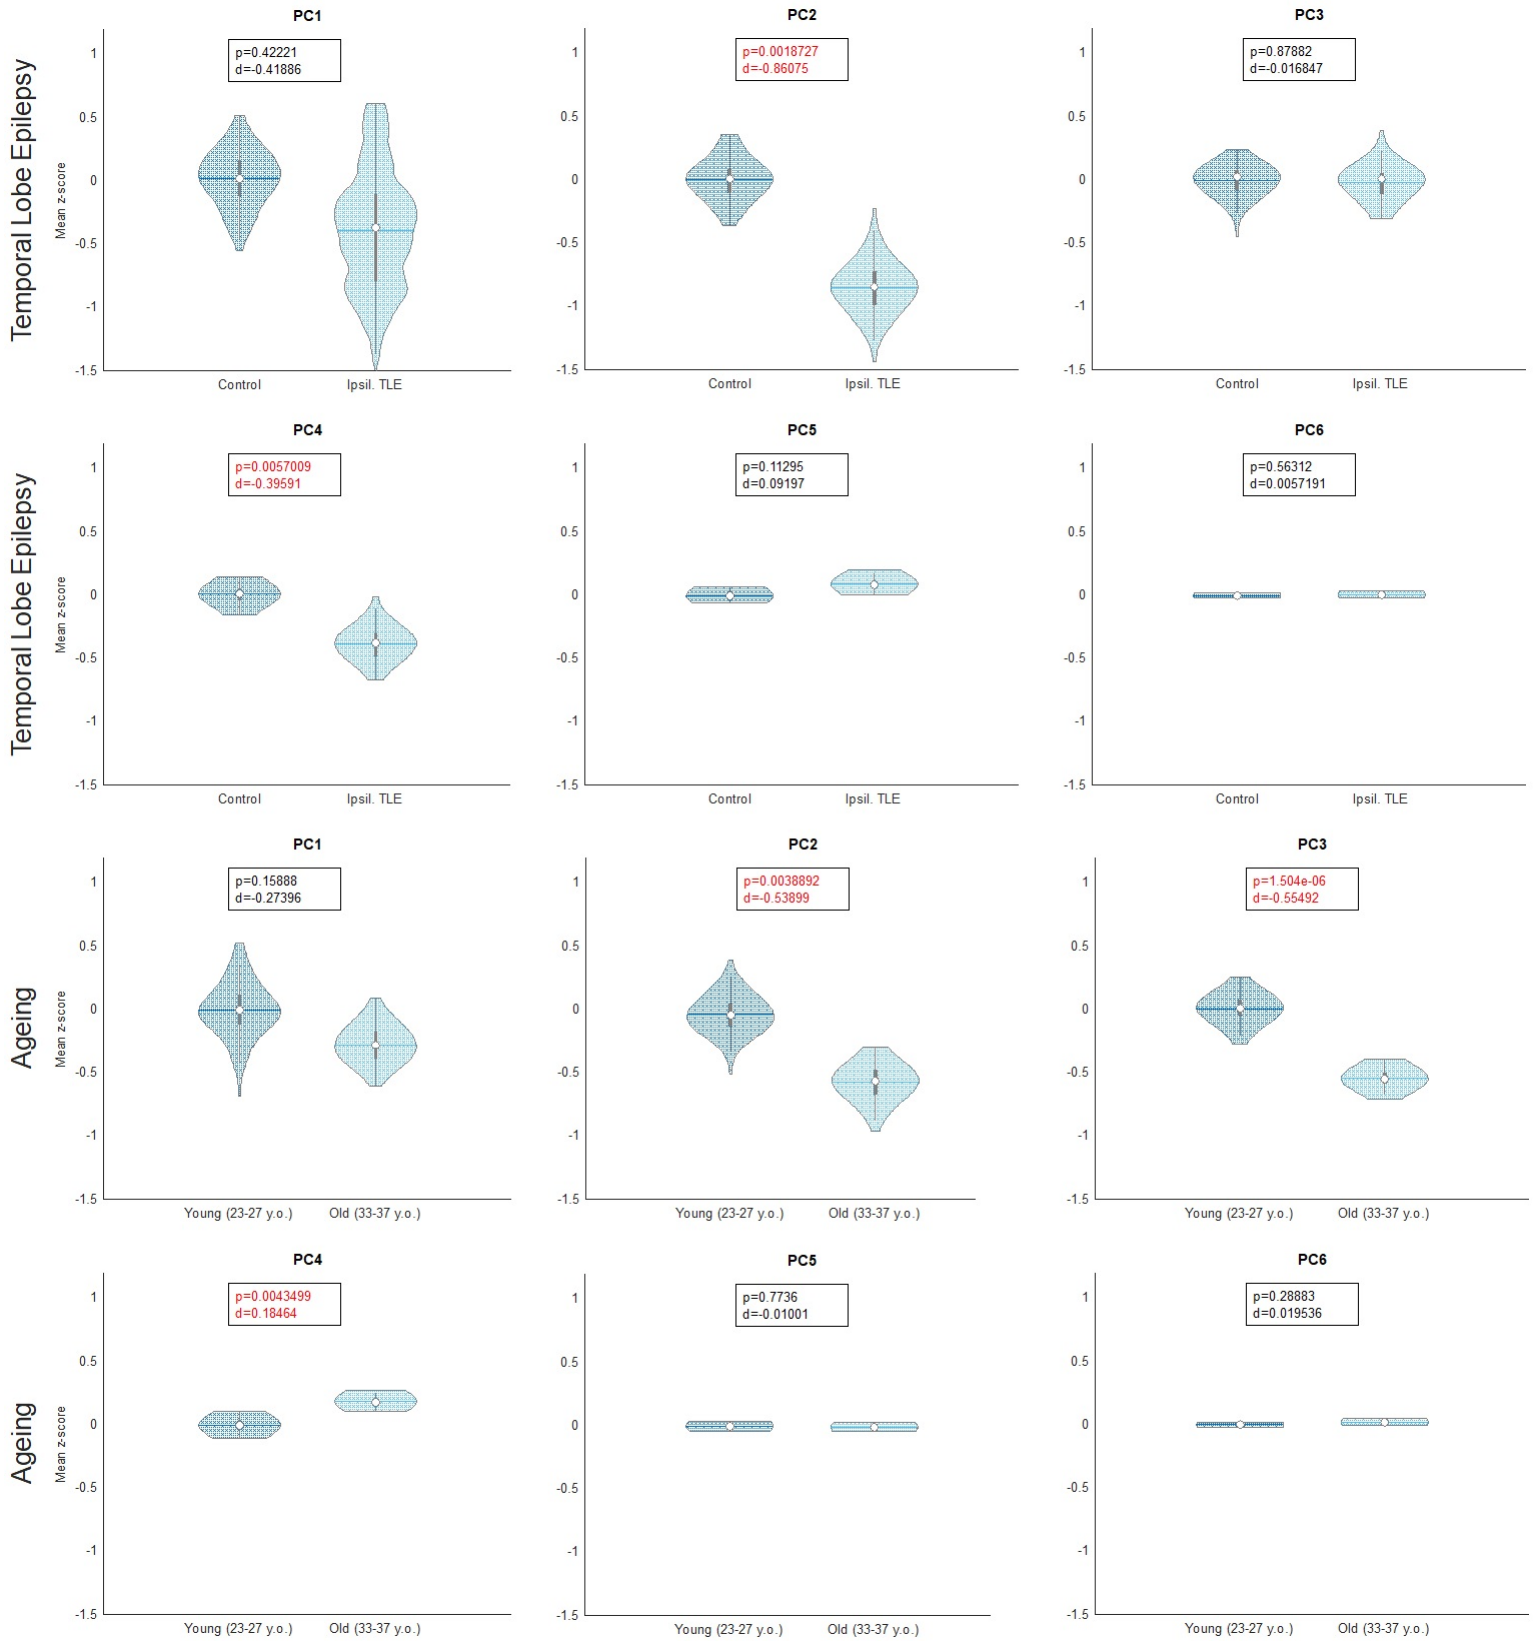 Temporal Lobe Epilepsy
PC1
p=0.42221
d=-0.41886
1
0.5
0
-0.5
-1
-1.5
Mean z-score
Control
Ipsil. TLE
PC2
p=0.0018727
d=-0.86075
1
0.5
0
-0.5
-1
-1.5
Control
Ipsil. TLE
PC3
p=0.87882
d=-0.016847
1
0.5
0
-0.5
-1
-1.5
Control
Ipsil. TLE
Temporal Lobe Epilepsy
PC4
p=0.0057009
d=-0.39591
1
0.5
0
-0.5
-1
-1.5
Mean z-score
Control
Ipsil. TLE
PC5
p=0.11295
d=0.09197
1
0.5
0
-0.5
-1
-1.5
Control
Ipsil. TLE
PC6
p=0.56312
d=0.0057191
1
0.5
0
-0.5
-1
-1.5
Control
Ipsil. TLE
Ageing
PC1
p=0.15888
d=-0.27396
1
0.5
0
-0.5
-1
-1.5
Mean z-score
Young (23-27 y.o.)
Old (33-37 y.o.)
PC2
p=0.0038892
d=-0.53899
1
0.5
0
-0.5
-1
-1.5
Young (23-27 y.o.)
Old (33-37 y.o.)
PC3
p=1.504e-06
d=-0.55492
1
0.5
0
-0.5
-1
-1.5
Young (23-27 y.o.)
Old (33-37 y.o.)
Ageing
PC4
p=0.0043499
d=0.18464
1
0.5
0
-0.5
-1
-1.5
Mean z-score
Young (23-27 y.o.)
Old (33-37 y.o.)
PC5
p=0.7736
d=-0.01001
1
0.5
0
-0.5
-1
-1.5
Young (23-27 y.o.)
Old (33-37 y.o.)
PC6
p=0.28883
d=0.019536
1
0.5
0
-0.5
-1
-1.5
Young (23-27 y.o.)
Old (33-37 y.o.)